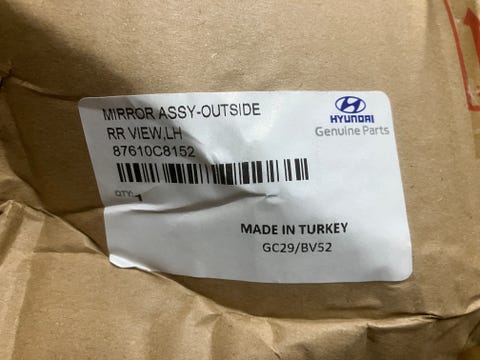 MIRROR ASSY-OUTSIDE
RR VIEW,LH
87610C8152
HYUNDAI
Genuine Parts
QTY: 1
MADE IN TURKEY
GC29/BV52